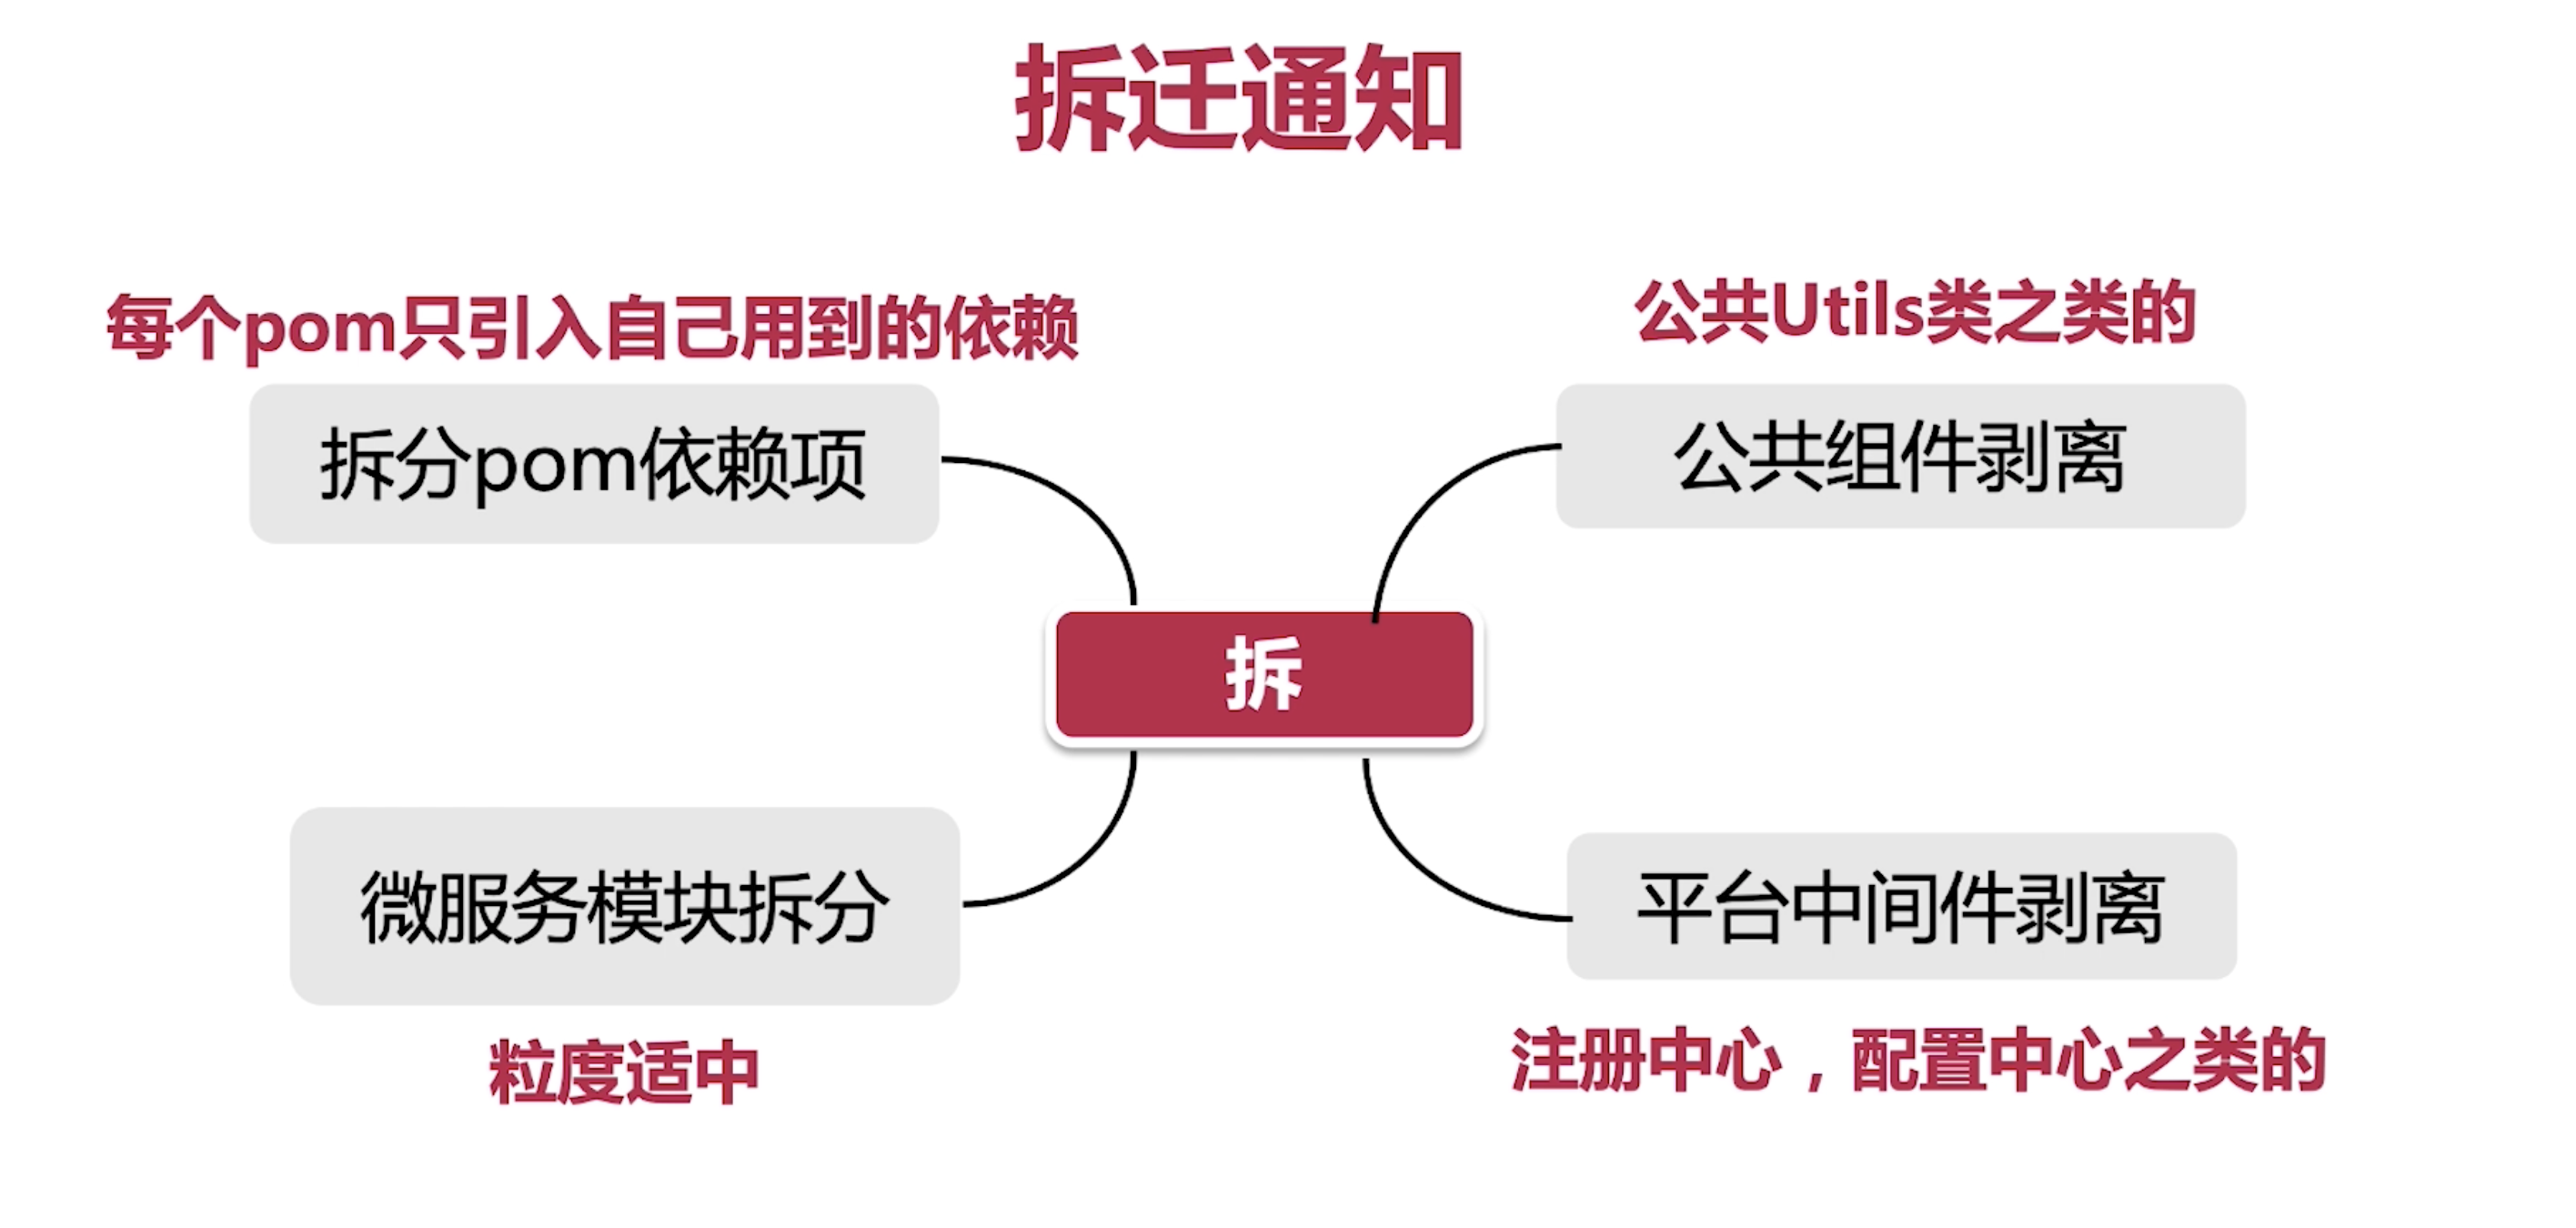 拆迁通知
每个pom只引入自己用到的依赖
公共Utils类之类的
拆分pom依赖项
公共组件剥离
拆
微服务模块拆分
平台中间件剥离
粒度适中
注册中心，配置中心之类的